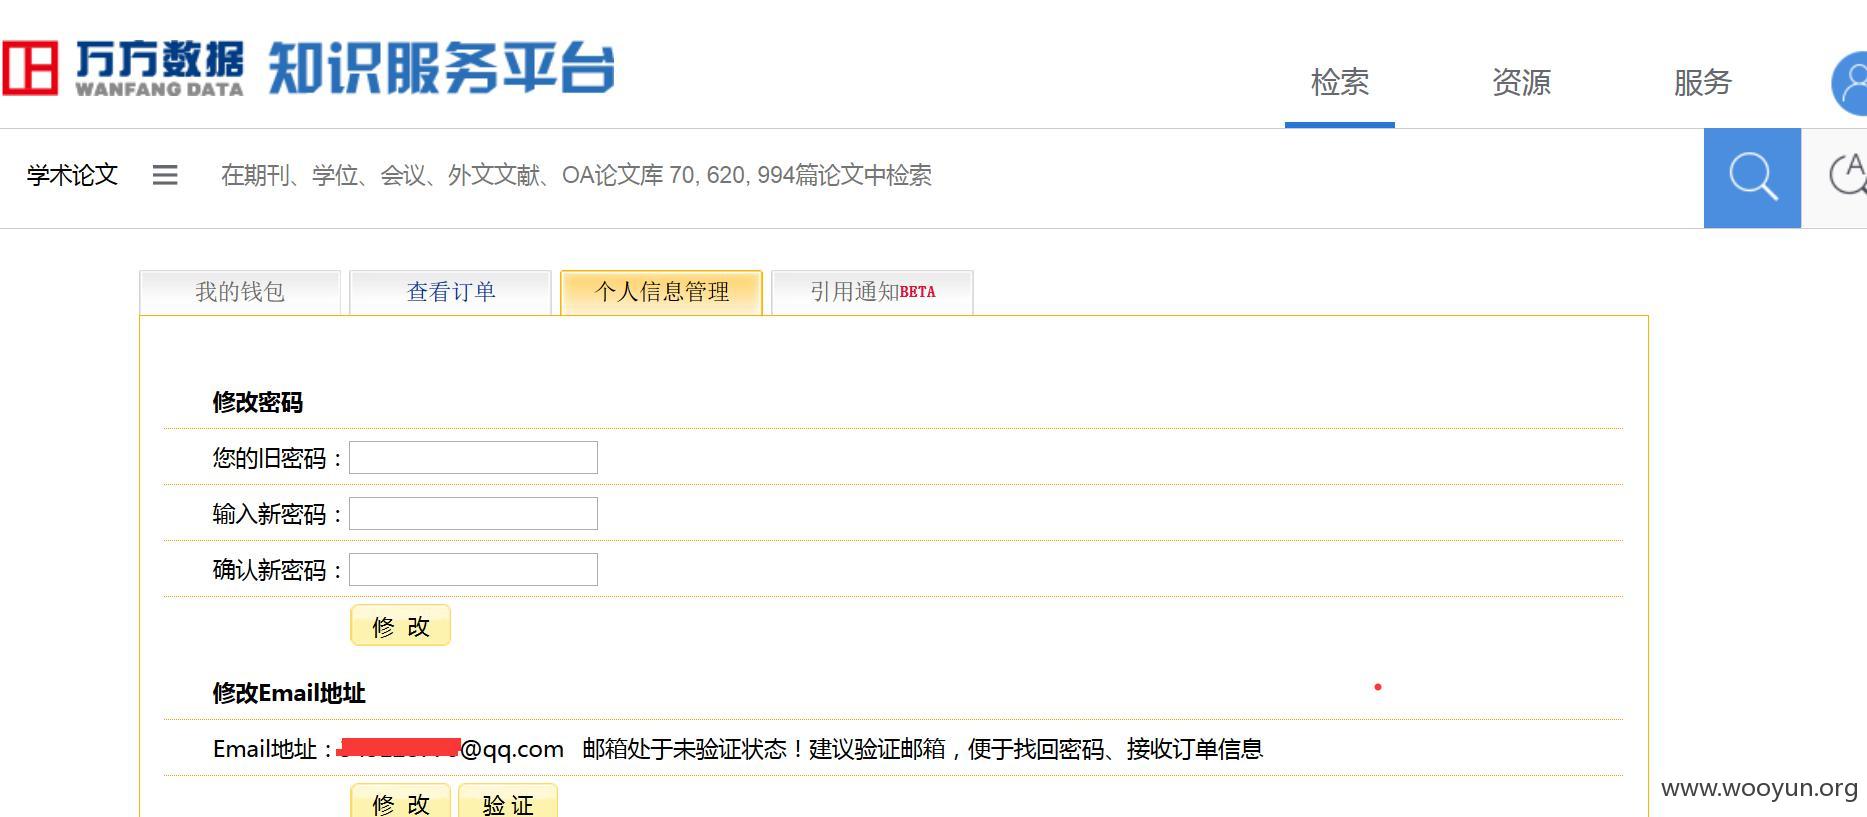 万方数据 知识服务平台
WANFANG DATA
检索 资源 服务
学术论文 在期刊、学位、会议、外文文献、OA论文库 70, 620, 994篇论文中检索
我的钱包 查看订单 个人信息管理 引用通知BETA
修改密码
您的旧密码：
输入新密码：
确认新密码：
修 改
修改Email地址
Email地址： @qq.com 邮箱处于未验证状态！建议验证邮箱，便于找回密码、接收订单信息
修 改 验 证
www.wooyun.org